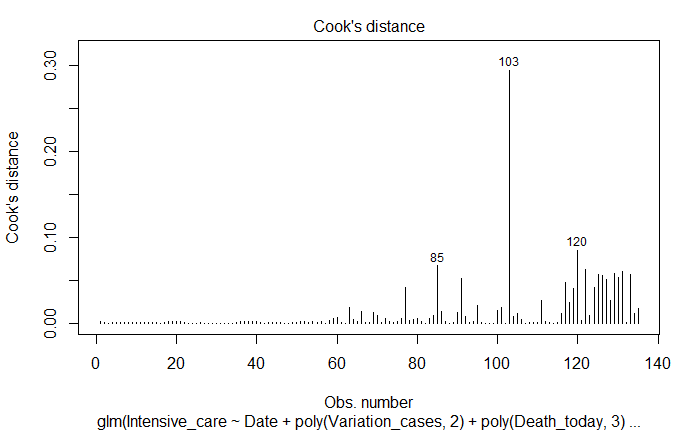 Cook's distance
Cook's distance
0.30
0.20
0.10
0.00
103
85
120
0 20 40 60 80 100 120 140
Obs. number
glm(Intensive_care ~ Date + poly(Variation_cases, 2) + poly(Death_today, 3) ...